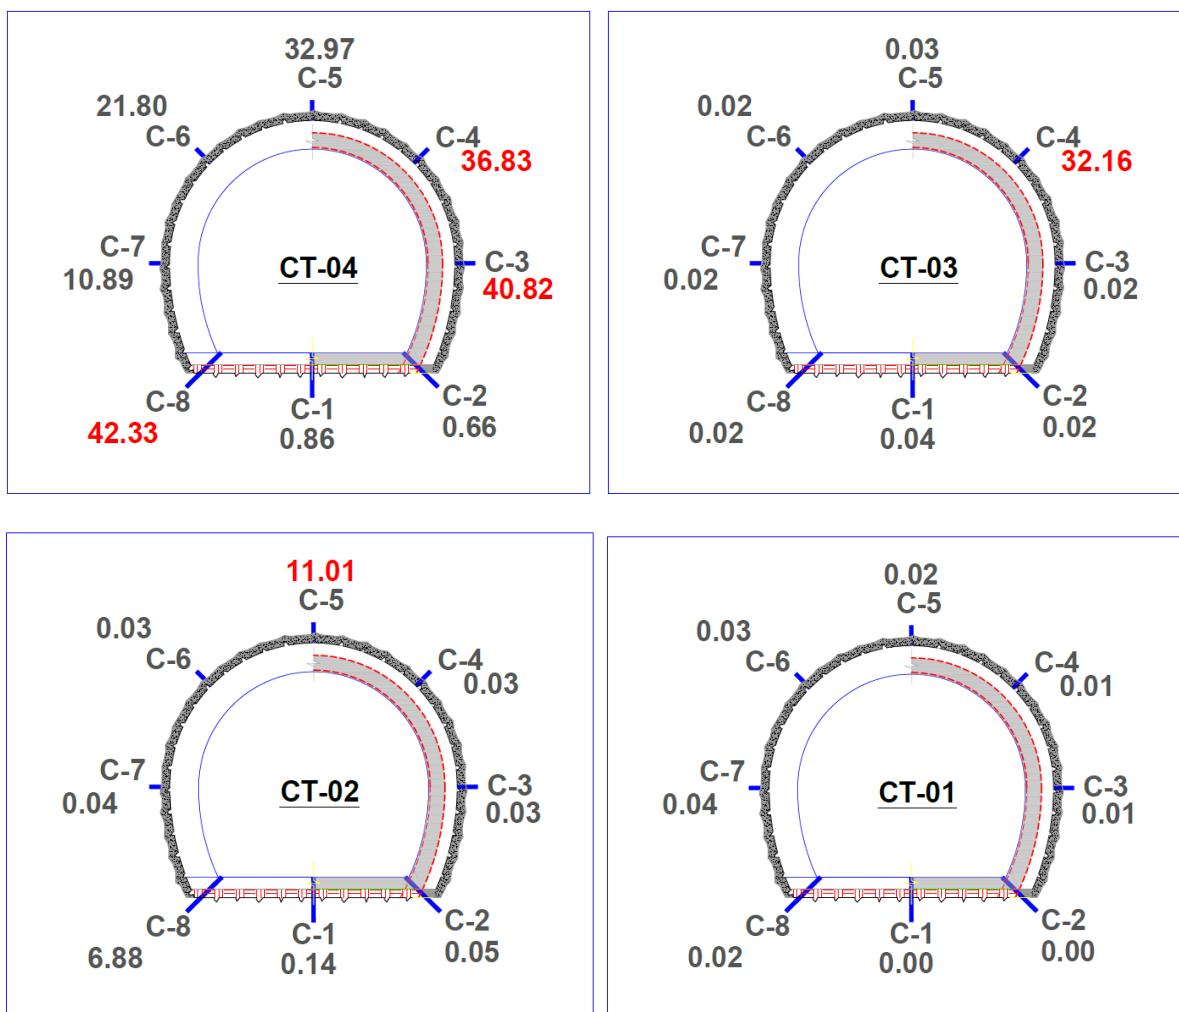 32.97
C-5
21.80
C-6
C-4
36.83
C-7
10.89
CT-04
C-3
40.82
C-8
42.33
C-1
0.86
C-2
0.66
0.03
C-5
0.02
C-6
C-4
32.16
C-7
0.02
CT-03
C-3
0.02
C-8
0.02
C-1
0.04
C-2
0.02
11.01
C-5
0.03
C-6
C-4
0.03
C-7
0.04
CT-02
C-3
0.03
C-8
6.88
C-1
0.14
C-2
0.05
0.02
C-5
0.03
C-6
C-4
0.01
C-7
0.04
CT-01
C-3
0.01
C-8
0.02
C-1
0.00
C-2
0.00